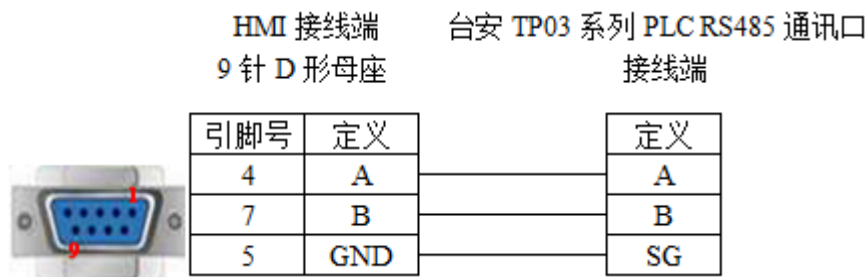 HMI 接线端 台安 TP03 系列 PLC RS485 通讯口
9 针 D 形母座 接线端
引脚号 定义 定义
4 A A
1
7 B B
9
5 GND SG